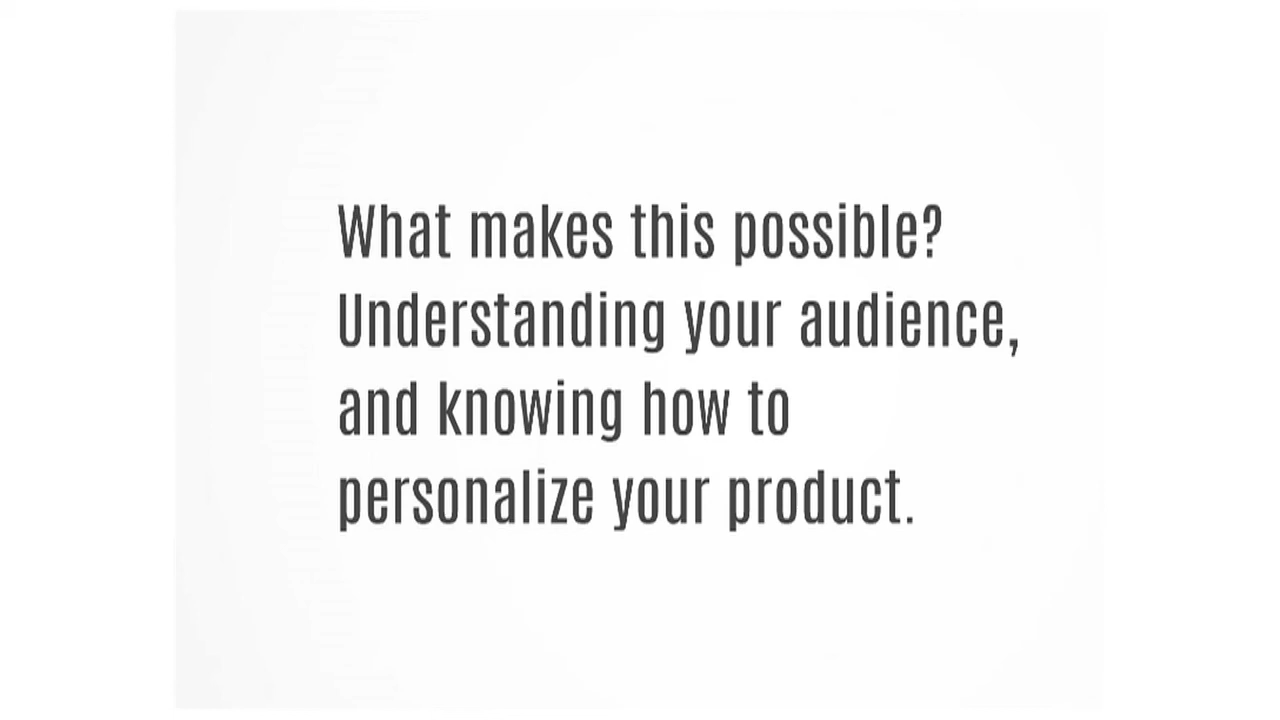 What makes this possible?
Understanding your audience,
and knowing how to
personalize your product.